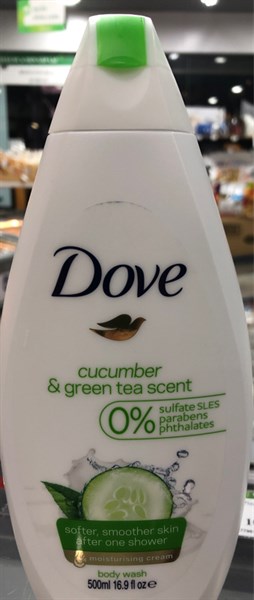 Dove
cucumber
& green tea scent
0% sulfate SLES
parabens
phthalates
softer, smoother skin
after one shower
moisturising cream
body wash
500ml 16.9 fl oz e